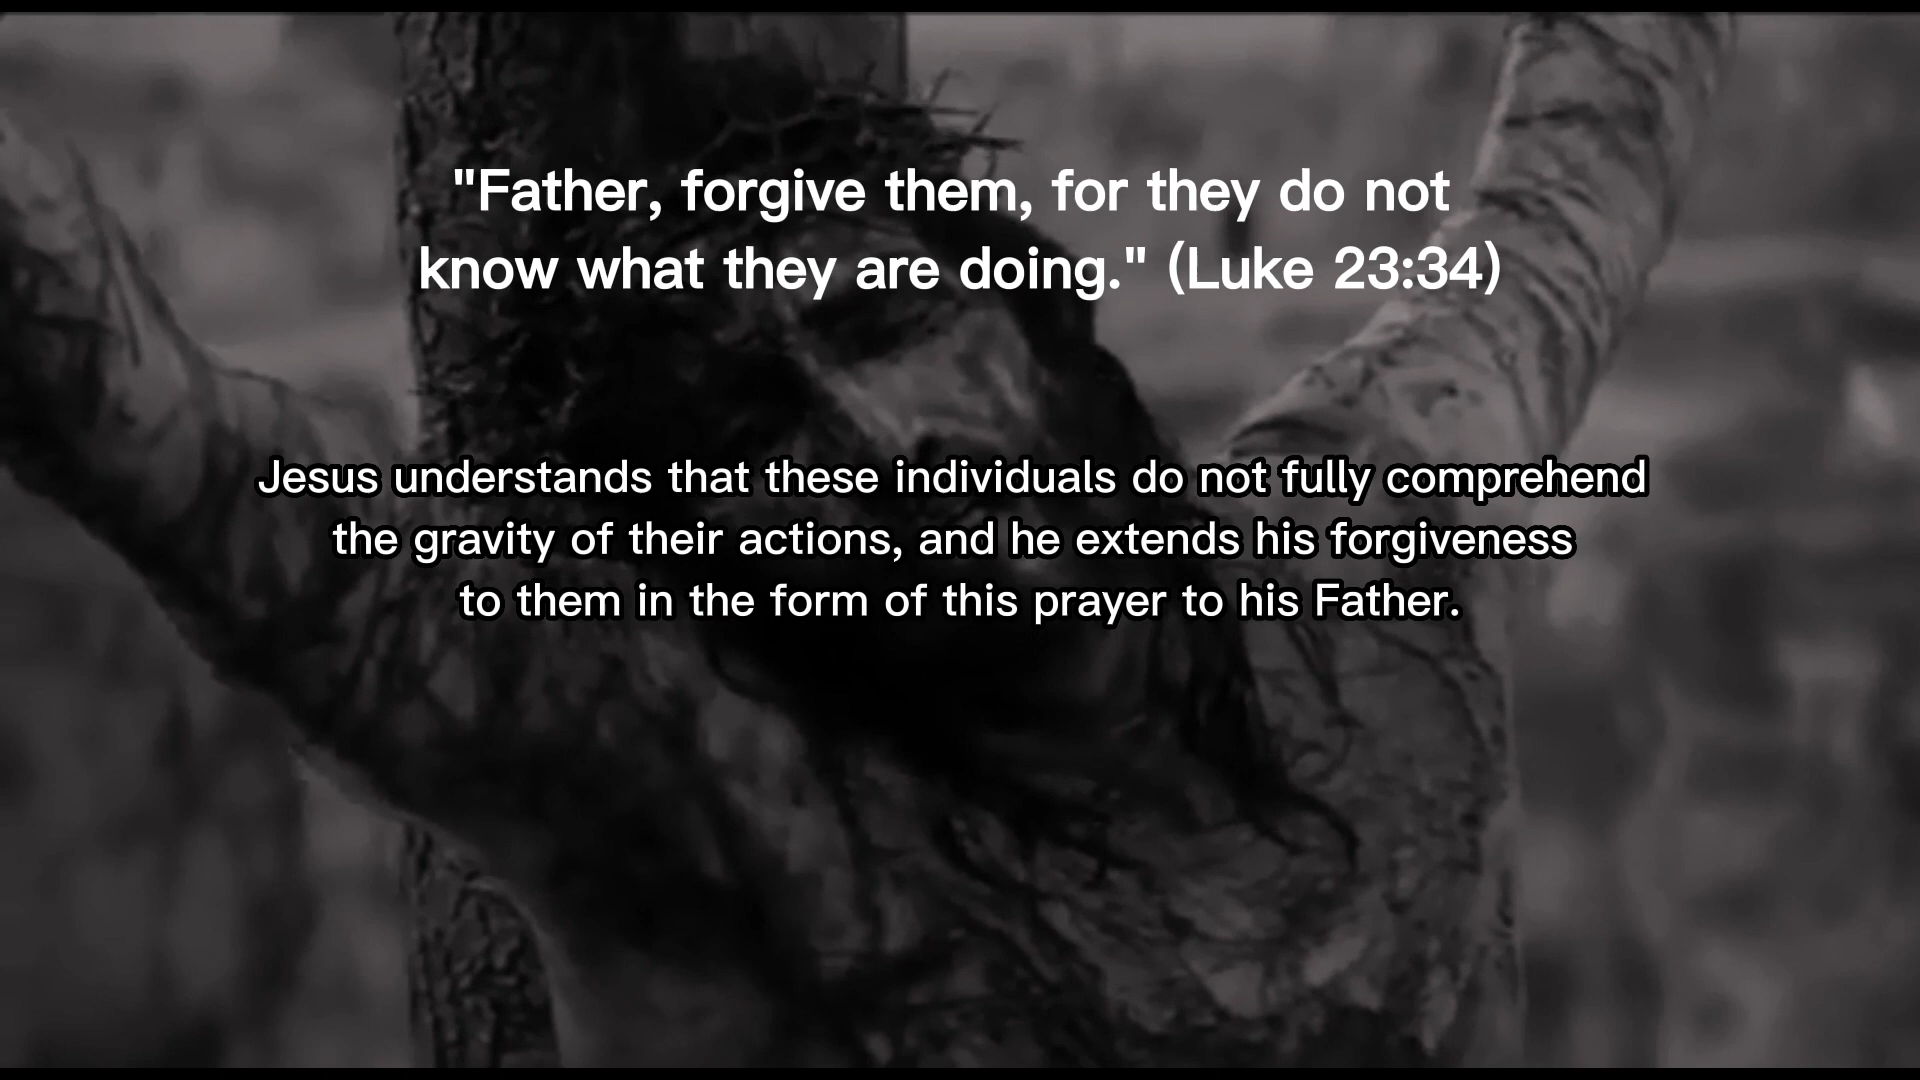 "Father, forgive them, for they do not
know what they are doing." (Luke 23:34)
Jesus understands that these individuals do not fully comprehend
the gravity of their actions, and he extends his forgiveness
to them in the form of this prayer to his Father.